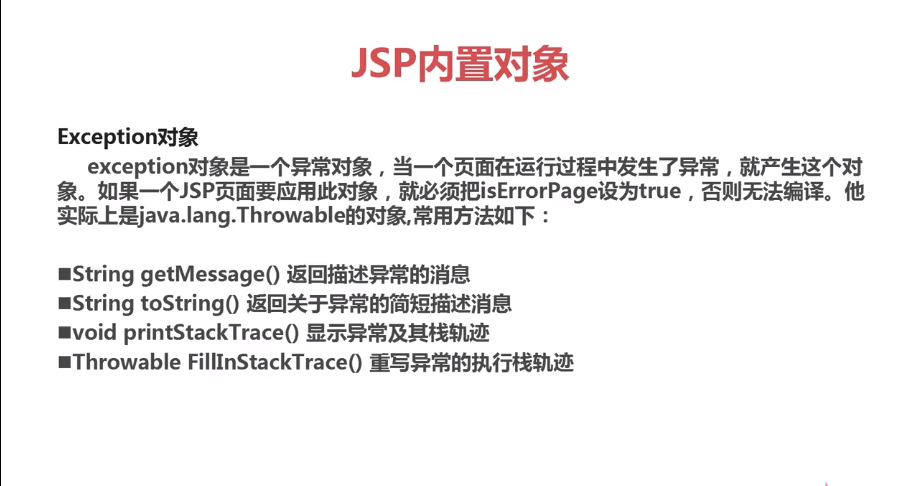 JSP内置对象
Exception对象
exception对象是一个异常对象，当一个页面在运行过程中发生了异常，就产生这个对
象。如果一个JSP页面要应用此对象，就必须把isErrorPage设为true，否则无法编译。他
实际上是java.lang.Throwable的对象,常用方法如下：
■String getMessage() 返回描述异常的消息
■String toString() 返回关于异常的简短描述消息
■void printStackTrace() 显示异常及其栈轨迹
■Throwable FillInStackTrace() 重写异常的执行栈轨迹